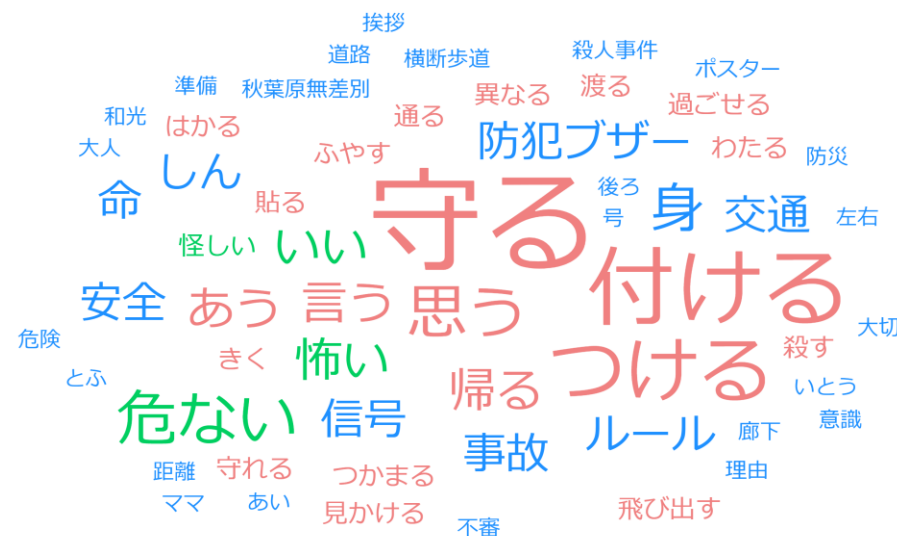 挨拶
道路
横断歩道
殺人事件
ポスター
準備
秋葉原無差別
異なる
渡る
過ごせる
和光
はかる
通る
大人
しん
ふやす
防犯ブザー
わたる
防災
命
貼る
守る
後ろ
号
身
交通
左右
怪しい
いい
付ける
安全
あう
言う
思う
大切
危険
きく
怖い
つける
殺す
とふ
帰る
いとう
危ない
信号
事故
ルール
廊下
意識
距離
守れる
つかまる
理由
ママ
あい
見かける
不審
飛び出す